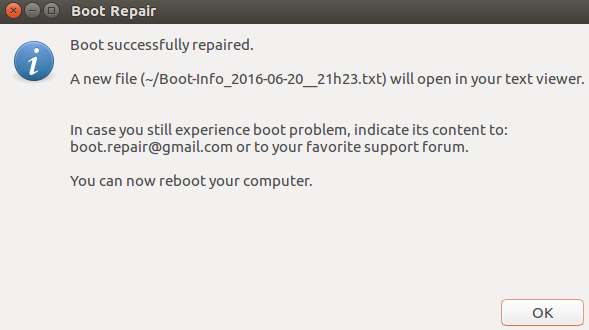 Boot Repair
Boot successfully repaired.
A new file (~/Boot-Info_2016-06-20__21h23.txt) will open in your text viewer.
In case you still experience boot problem, indicate its content to:
boot.repair@gmail.com or to your favorite support forum.
You can now reboot your computer.
OK